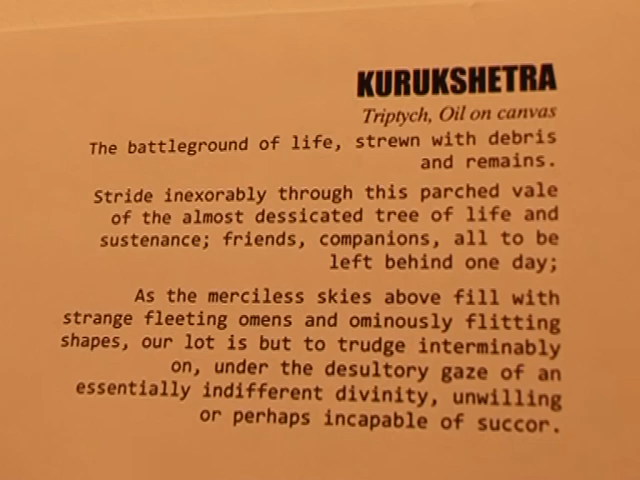 KURUKSHETRA
Triptych, Oil on canvas
The battleground of life, strewn with debris
and remains.
Stride inexorably through this parched vale
of the almost dessicated tree of life and
sustenance; friends, companions, all to be
left behind one day;
As the merciless skies above fill with
strange fleeting omens and ominously flitting
shapes, our lot is but to trudge interminably
on, under the desultory gaze of an
essentially indifferent divinity, unwilling
or perhaps incapable of succor.